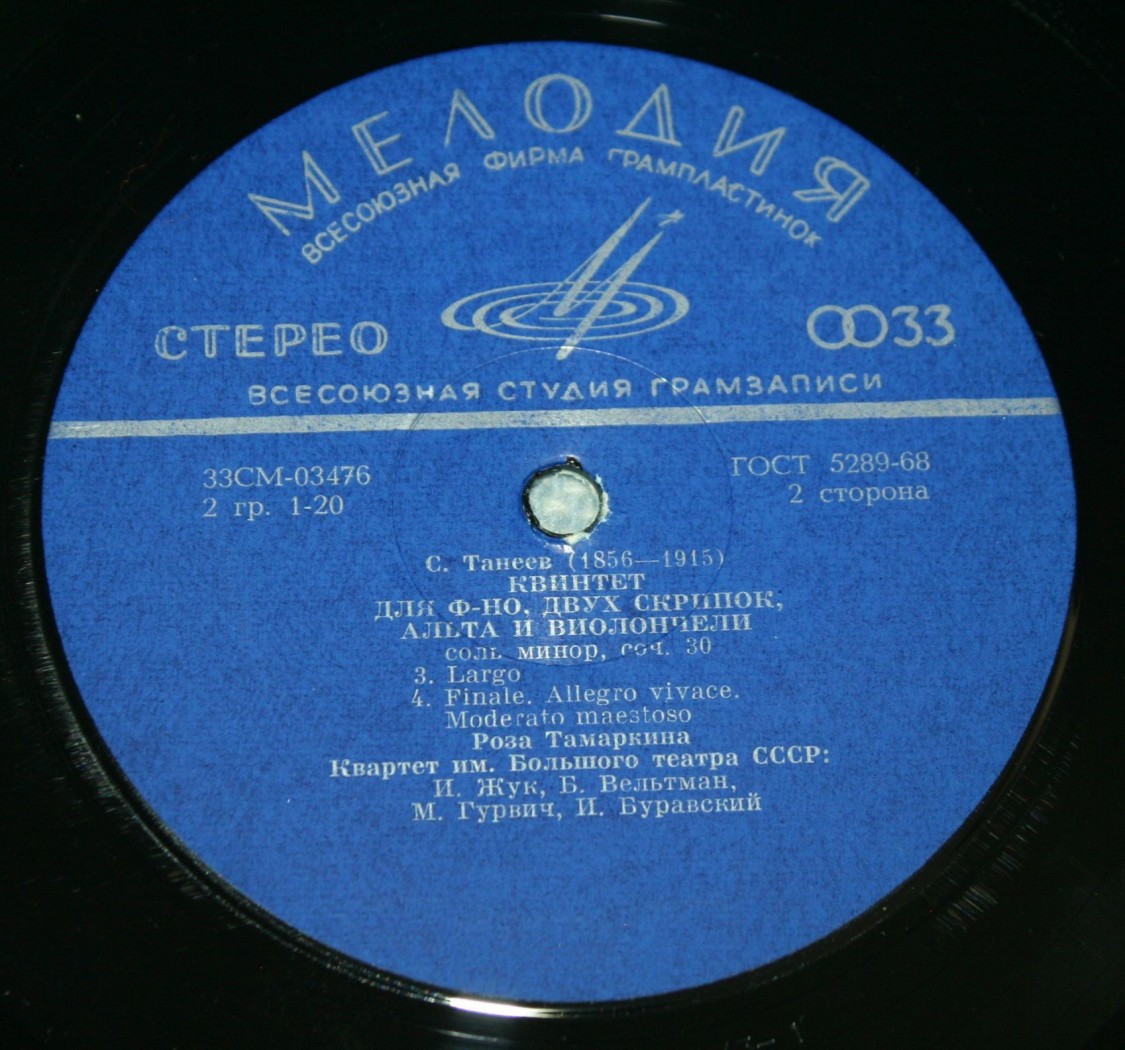 МЕЛОДИЯ
ВСЕСОЮЗНАЯ ФИРМА ГРАМПЛАСТИНОК
СТЕРЕО
33
ВСЕСОЮЗНАЯ СТУДИЯ ГРАМЗАПИСИ
33СМ-03476
ГОСТ 5289-68
2 гр. 1-20
2 сторона
С. Танеев (1856—1915)
КВИНТЕТ
ДЛЯ Ф-НО, ДВУХ СКРИПОК,
АЛЬТА И ВИОЛОНЧЕЛИ
соль минор, соч. 30
3. Largo
4. Finale. Allegro vivace.
Moderato maestoso
Роза Тамаркина
Квартет им. Большого театра СССР:
И. Жук, Б. Вельтман,
М. Гурвич, И. Буравский